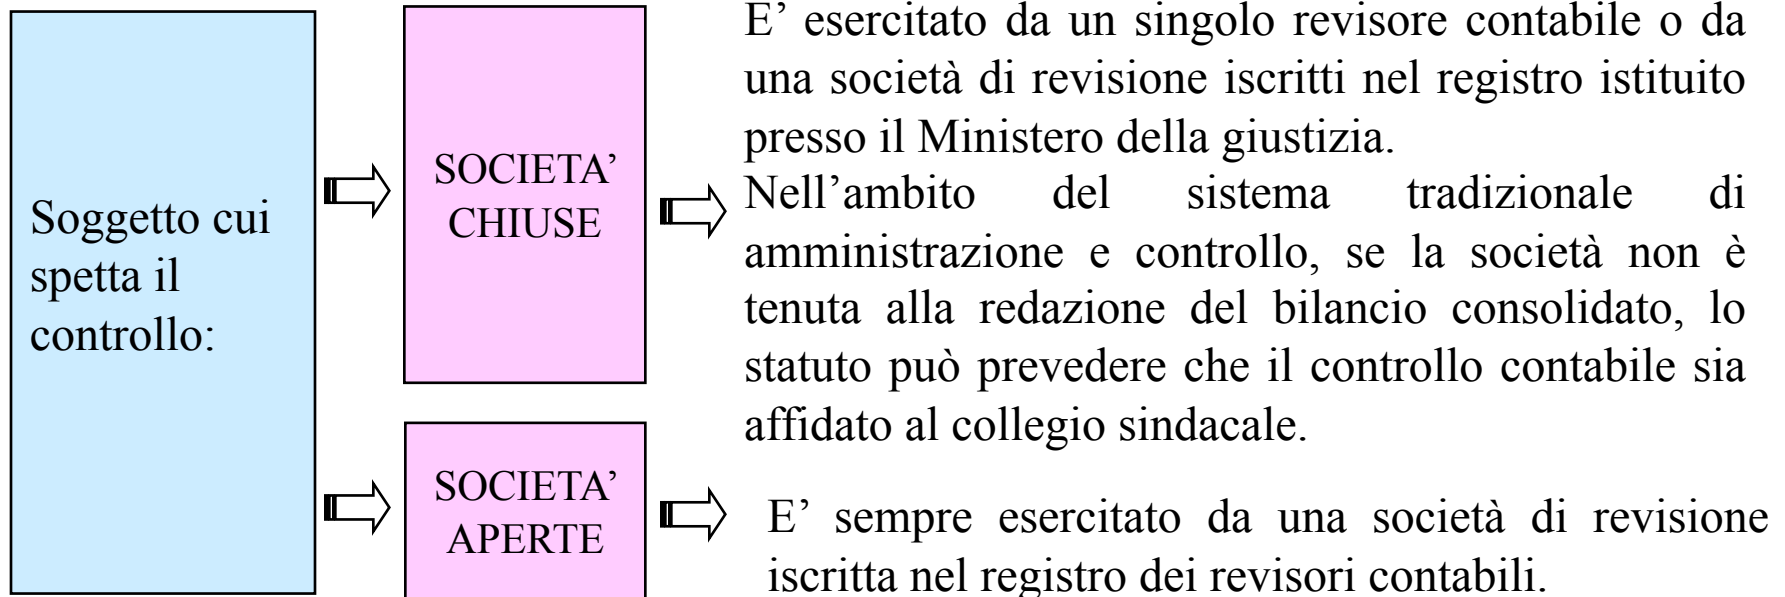 Soggetto cui
spetta il
controllo:
SOCIETA’
CHIUSE
E’ esercitato da un singolo revisore contabile o da
una società di revisione iscritti nel registro istituito
presso il Ministero della giustizia.
Nell’ambito del sistema tradizionale di
amministrazione e controllo, se la società non è
tenuta alla redazione del bilancio consolidato, lo
statuto può prevedere che il controllo contabile sia
affidato al collegio sindacale.
SOCIETA’
APERTE
E’ sempre esercitato da una società di revisione
iscritta nel registro dei revisori contabili.